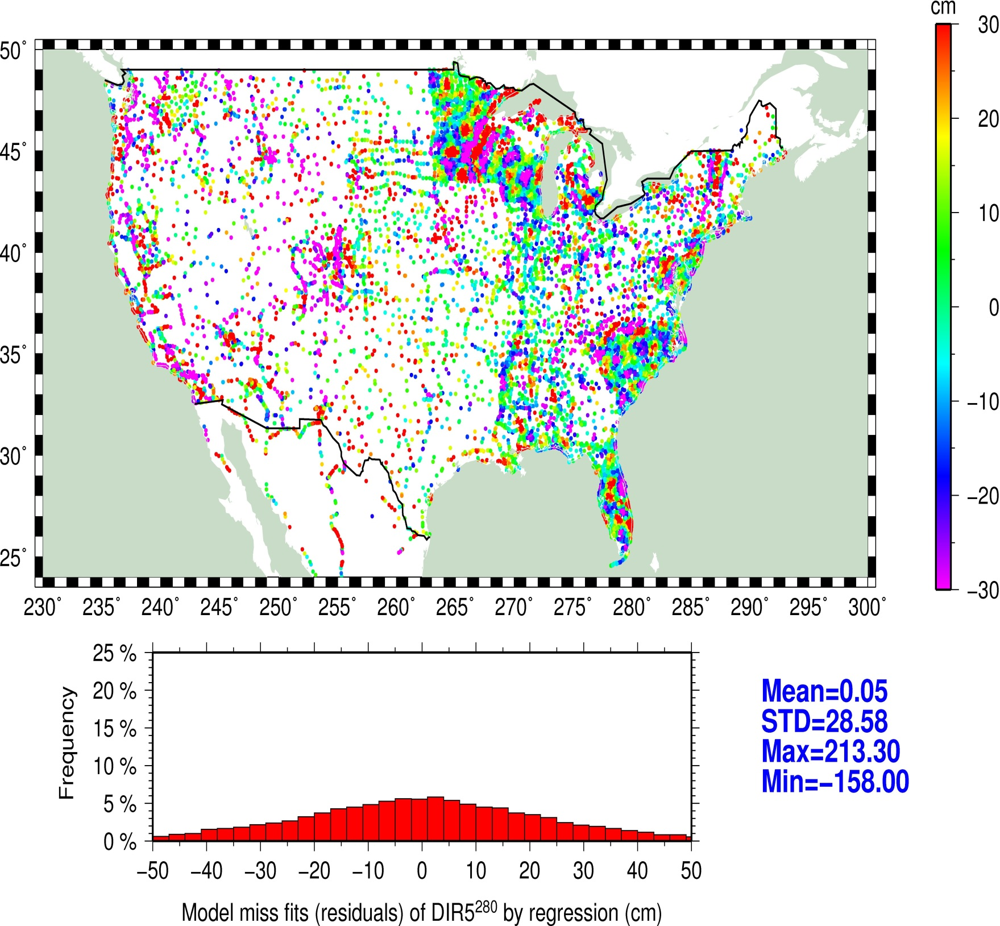 cm
30
20
10
0
−10
−20
−30
50°
45°
40°
35°
30°
25°
230° 235° 240° 245° 250° 255° 260° 265° 270° 275° 280° 285° 290° 295° 300°
25 %
20 %
15 %
10 %
5 %
0 %
Frequency
−50 −40 −30 −20 −10 0 10 20 30 40 50
Model miss fits (residuals) of DIR5²⁸⁰ by regression (cm)
Mean=0.05
STD=28.58
Max=213.30
Min=−158.00